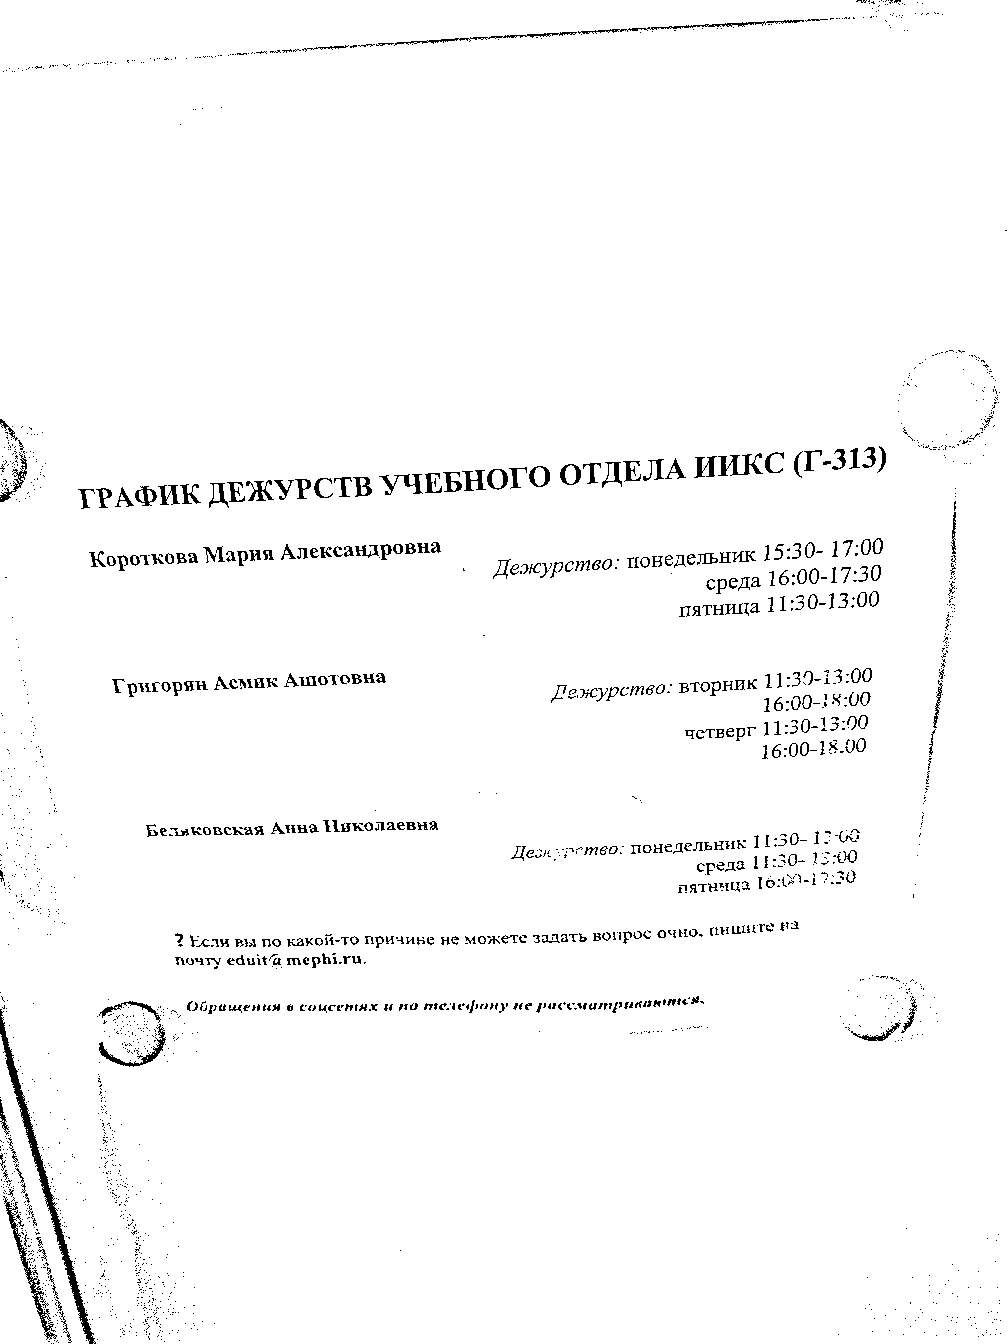 ГРАФИК ДЕЖУРСТВ УЧЕБНОГО ОТДЕЛА ИИКС (Г-313)
Короткова Мария Александровна
Дежурство: понедельник 15:30- 17:00
среда 16:00-17:30
пятница 11:30-13:00
Григорян Асмик Ашотовна
Дежурство: вторник 11:30-13:00
16:00-18:00
четверг 11:30-13:00
16:00-18.00
Беляковская Анна Николаевна
Дежурство: понедельник 11:30- 13:00
среда 11:30- 13:00
пятница 16:00-17:30
? Если вы по какой-то причине не можете задать вопрос очно, пишите на
почту eduit@mephi.ru.
Обращения в соцсетях и по телефону не рассматриваются.